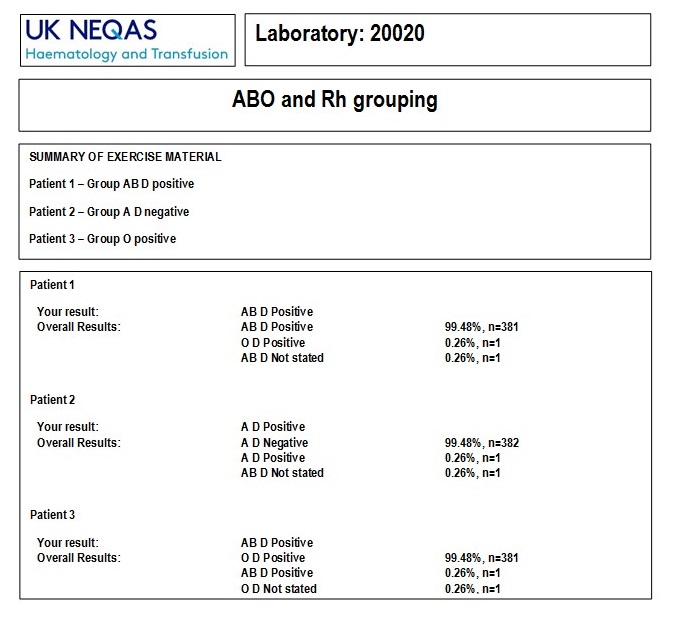 UK NEQAS
Haematology and Transfusion
Laboratory: 20020
ABO and Rh grouping
SUMMARY OF EXERCISE MATERIAL
Patient 1 – Group AB D positive
Patient 2 – Group A D negative
Patient 3 – Group O positive
Patient 1
Your result: AB D Positive
Overall Results: AB D Positive 99.48%, n=381
O D Positive 0.26%, n=1
AB D Not stated 0.26%, n=1
Patient 2
Your result: A D Positive
Overall Results: A D Negative 99.48%, n=382
A D Positive 0.26%, n=1
AB D Not stated 0.26%, n=1
Patient 3
Your result: AB D Positive
Overall Results: O D Positive 99.48%, n=381
AB D Positive 0.26%, n=1
O D Not stated 0.26%, n=1